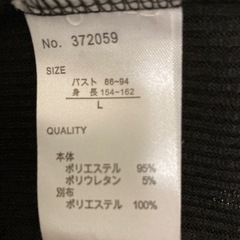 No. 372059
SIZE
バスト 86~94
身長 154~162
L
QUALITY
本体
ポリエステル 95%
ポリウレタン 5%
別布
ポリエステル 100%